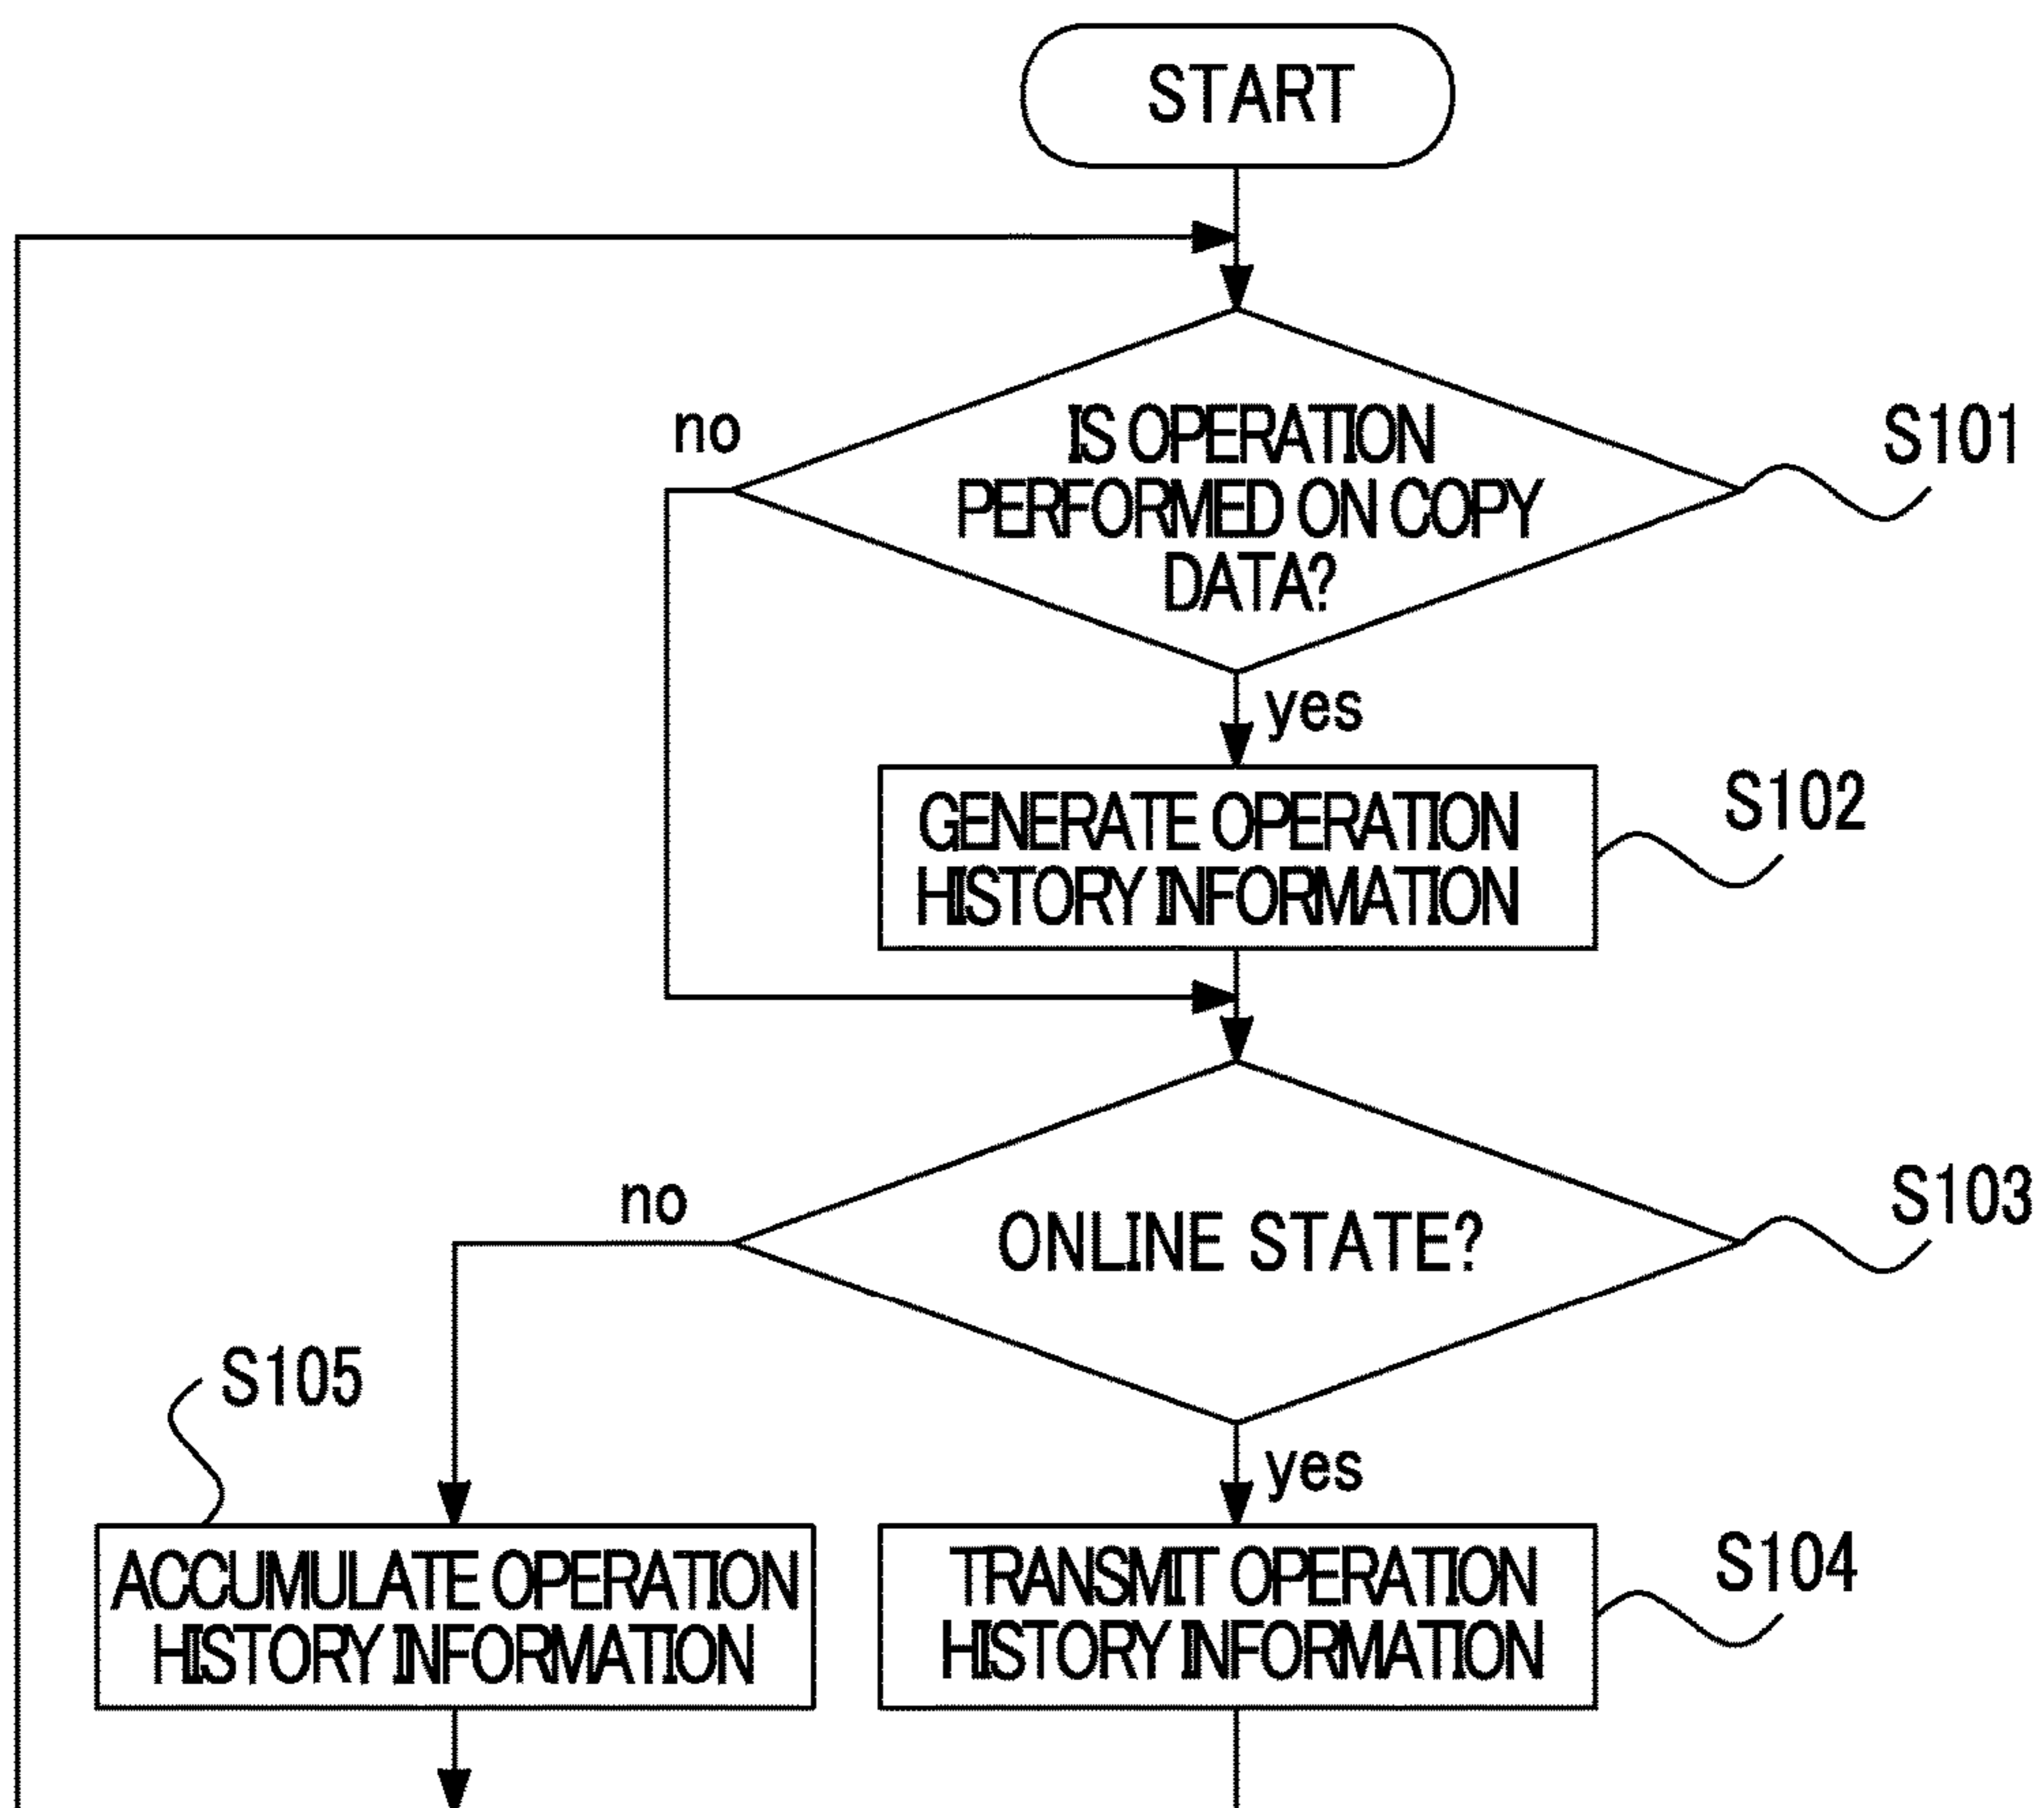 START
no
IS OPERATION
PERFORMED ON COPY
DATA?
S101
yes
GENERATE OPERATION
HISTORY INFORMATION
S102
no
ONLINE STATE?
S103
S105
yes
ACCUMULATE OPERATION
HISTORY INFORMATION
TRANSMIT OPERATION
HISTORY INFORMATION
S104